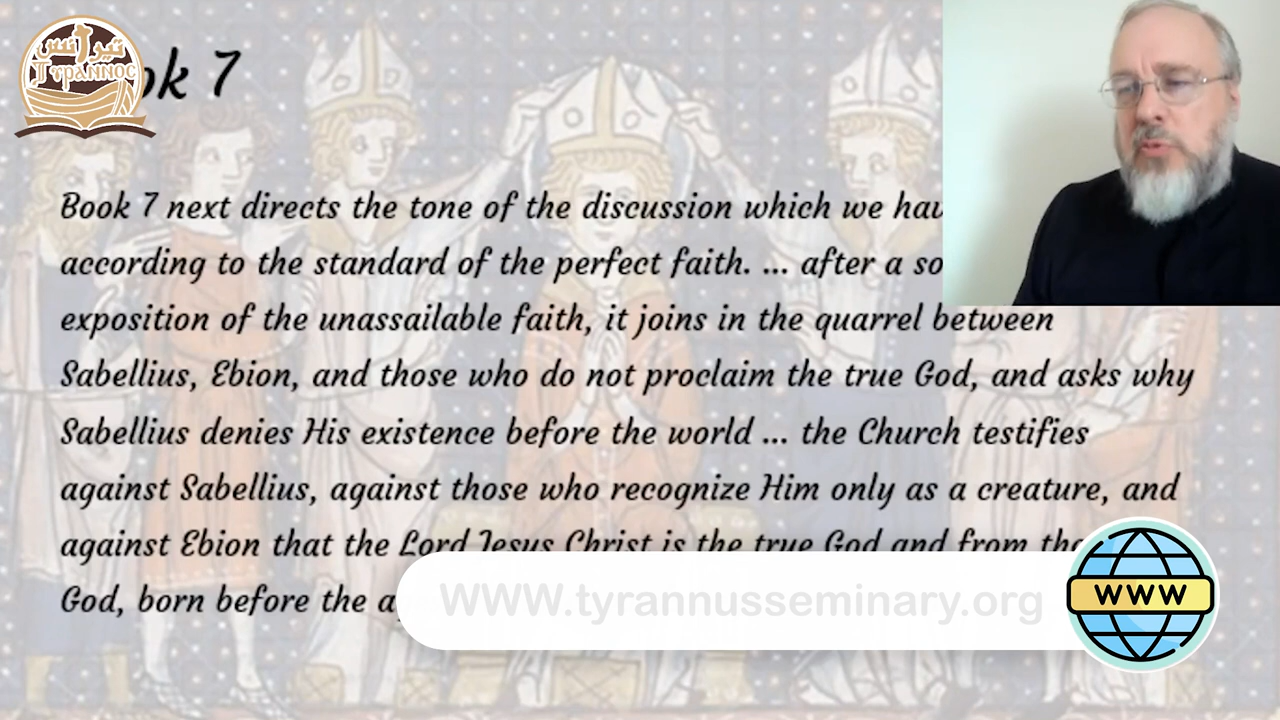 تيرانس
Τυραννος
ok 7
Book 7 next directs the tone of the discussion which we hav
according to the standard of the perfect faith. ... after a so
exposition of the unassailable faith, it joins in the quarrel between
Sabellius, Ebion, and those who do not proclaim the true God, and asks why
Sabellius denies His existence before the world ... the Church testifies
against Sabellius, against those who recognize Him only as a creature, and
against Ebion that the Lord Jesus Christ is the true God and from the
God, born before the a
WWW.tyrannusseminary.org
WWW